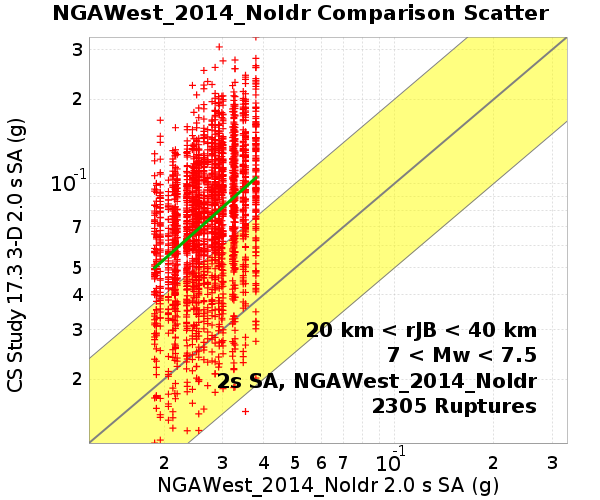 NGAWest_2014_NoIdr Comparison Scatter
CS Study 17.3 3-D 2.0 s SA (g)
3
2
10-1
7
5
4
3
2
20 km < rJB < 40 km
7 < Mw < 7.5
2s SA, NGAWest_2014_NoIdr
2305 Ruptures
2 3 4 5 6 7 10-1 2 3
NGAWest_2014_NoIdr 2.0 s SA (g)